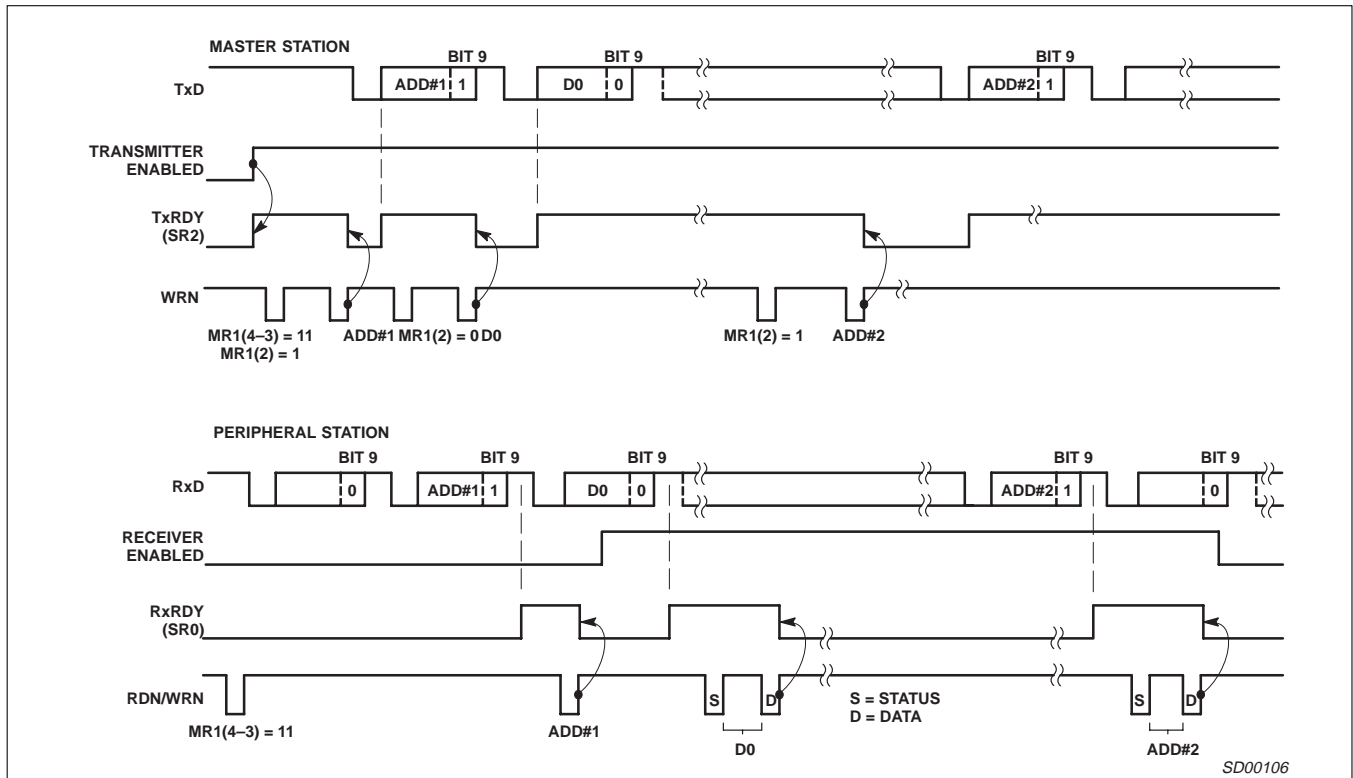 MASTER STATION
BIT 9 BIT 9 BIT 9
TxD ADD#1 1 D0 0 ADD#2 1
TRANSMITTER
ENABLED
TxRDY
(SR2)
WRN
MR1(4–3) = 11 ADD#1 MR1(2) = 0 D0 MR1(2) = 1 ADD#2
MR1(2) = 1
PERIPHERAL STATION
BIT 9 BIT 9 BIT 9 BIT 9 BIT 9
RxD 0 ADD#1 1 D0 0 ADD#2 1 0
RECEIVER
ENABLED
RxRDY
(SR0)
RDN/WRN S D S = STATUS S D
D = DATA
MR1(4–3) = 11 ADD#1 D0 ADD#2
SD00106